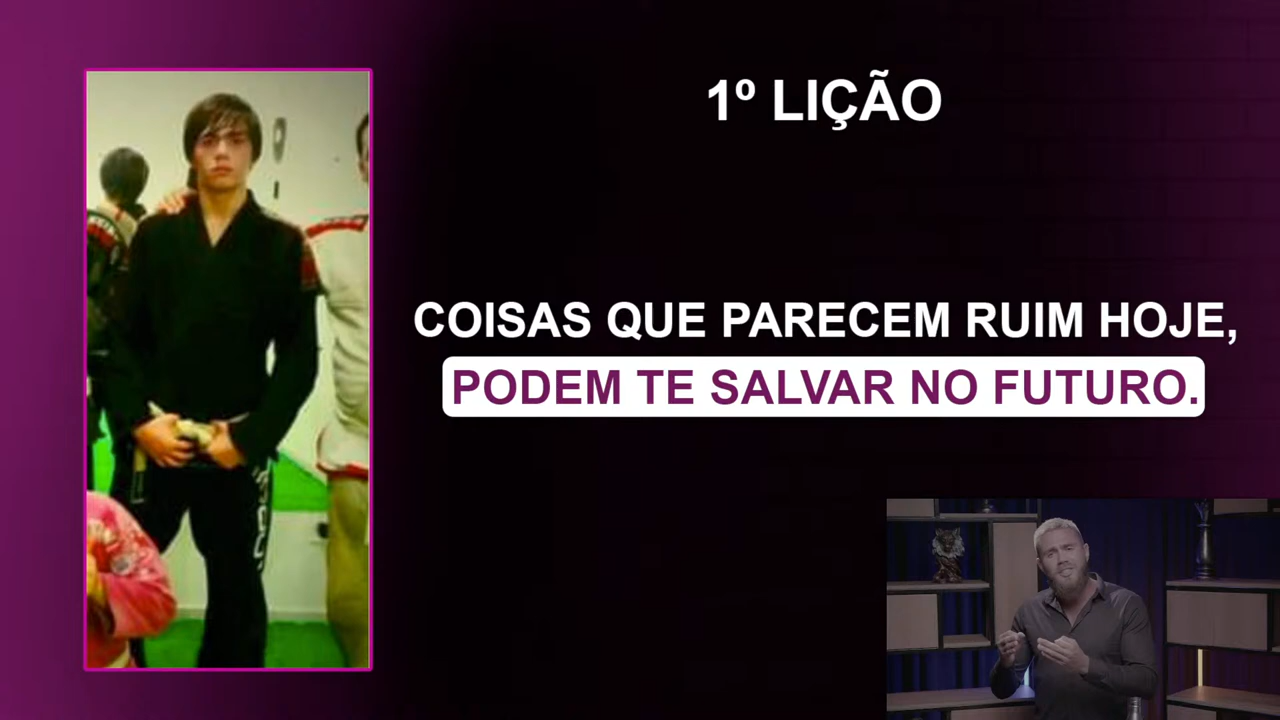 1º LIÇÃO
COISAS QUE PARECEM RUIM HOJE,
PODEM TE SALVAR NO FUTURO.